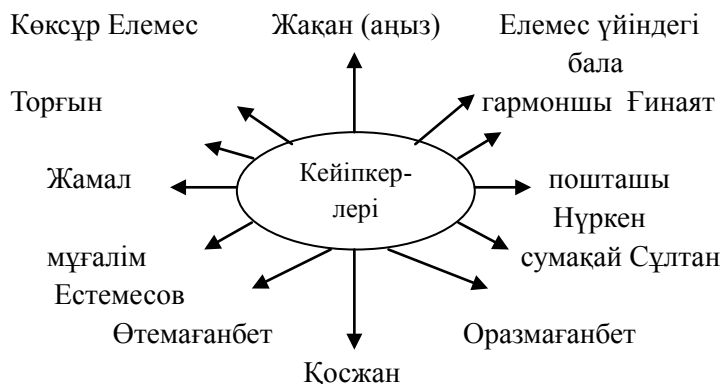 Көксұр Елемес Жақан (аңыз) Елемес үйіндегі
бала
Торғын гармоншы Ғинаят
Кейіпкер-
лері
Жамал пошташы
Нүркен
мұғалім сумақай Сұлтан
Естемесов
Өтемағанбет Оразмағанбет
Қосжан